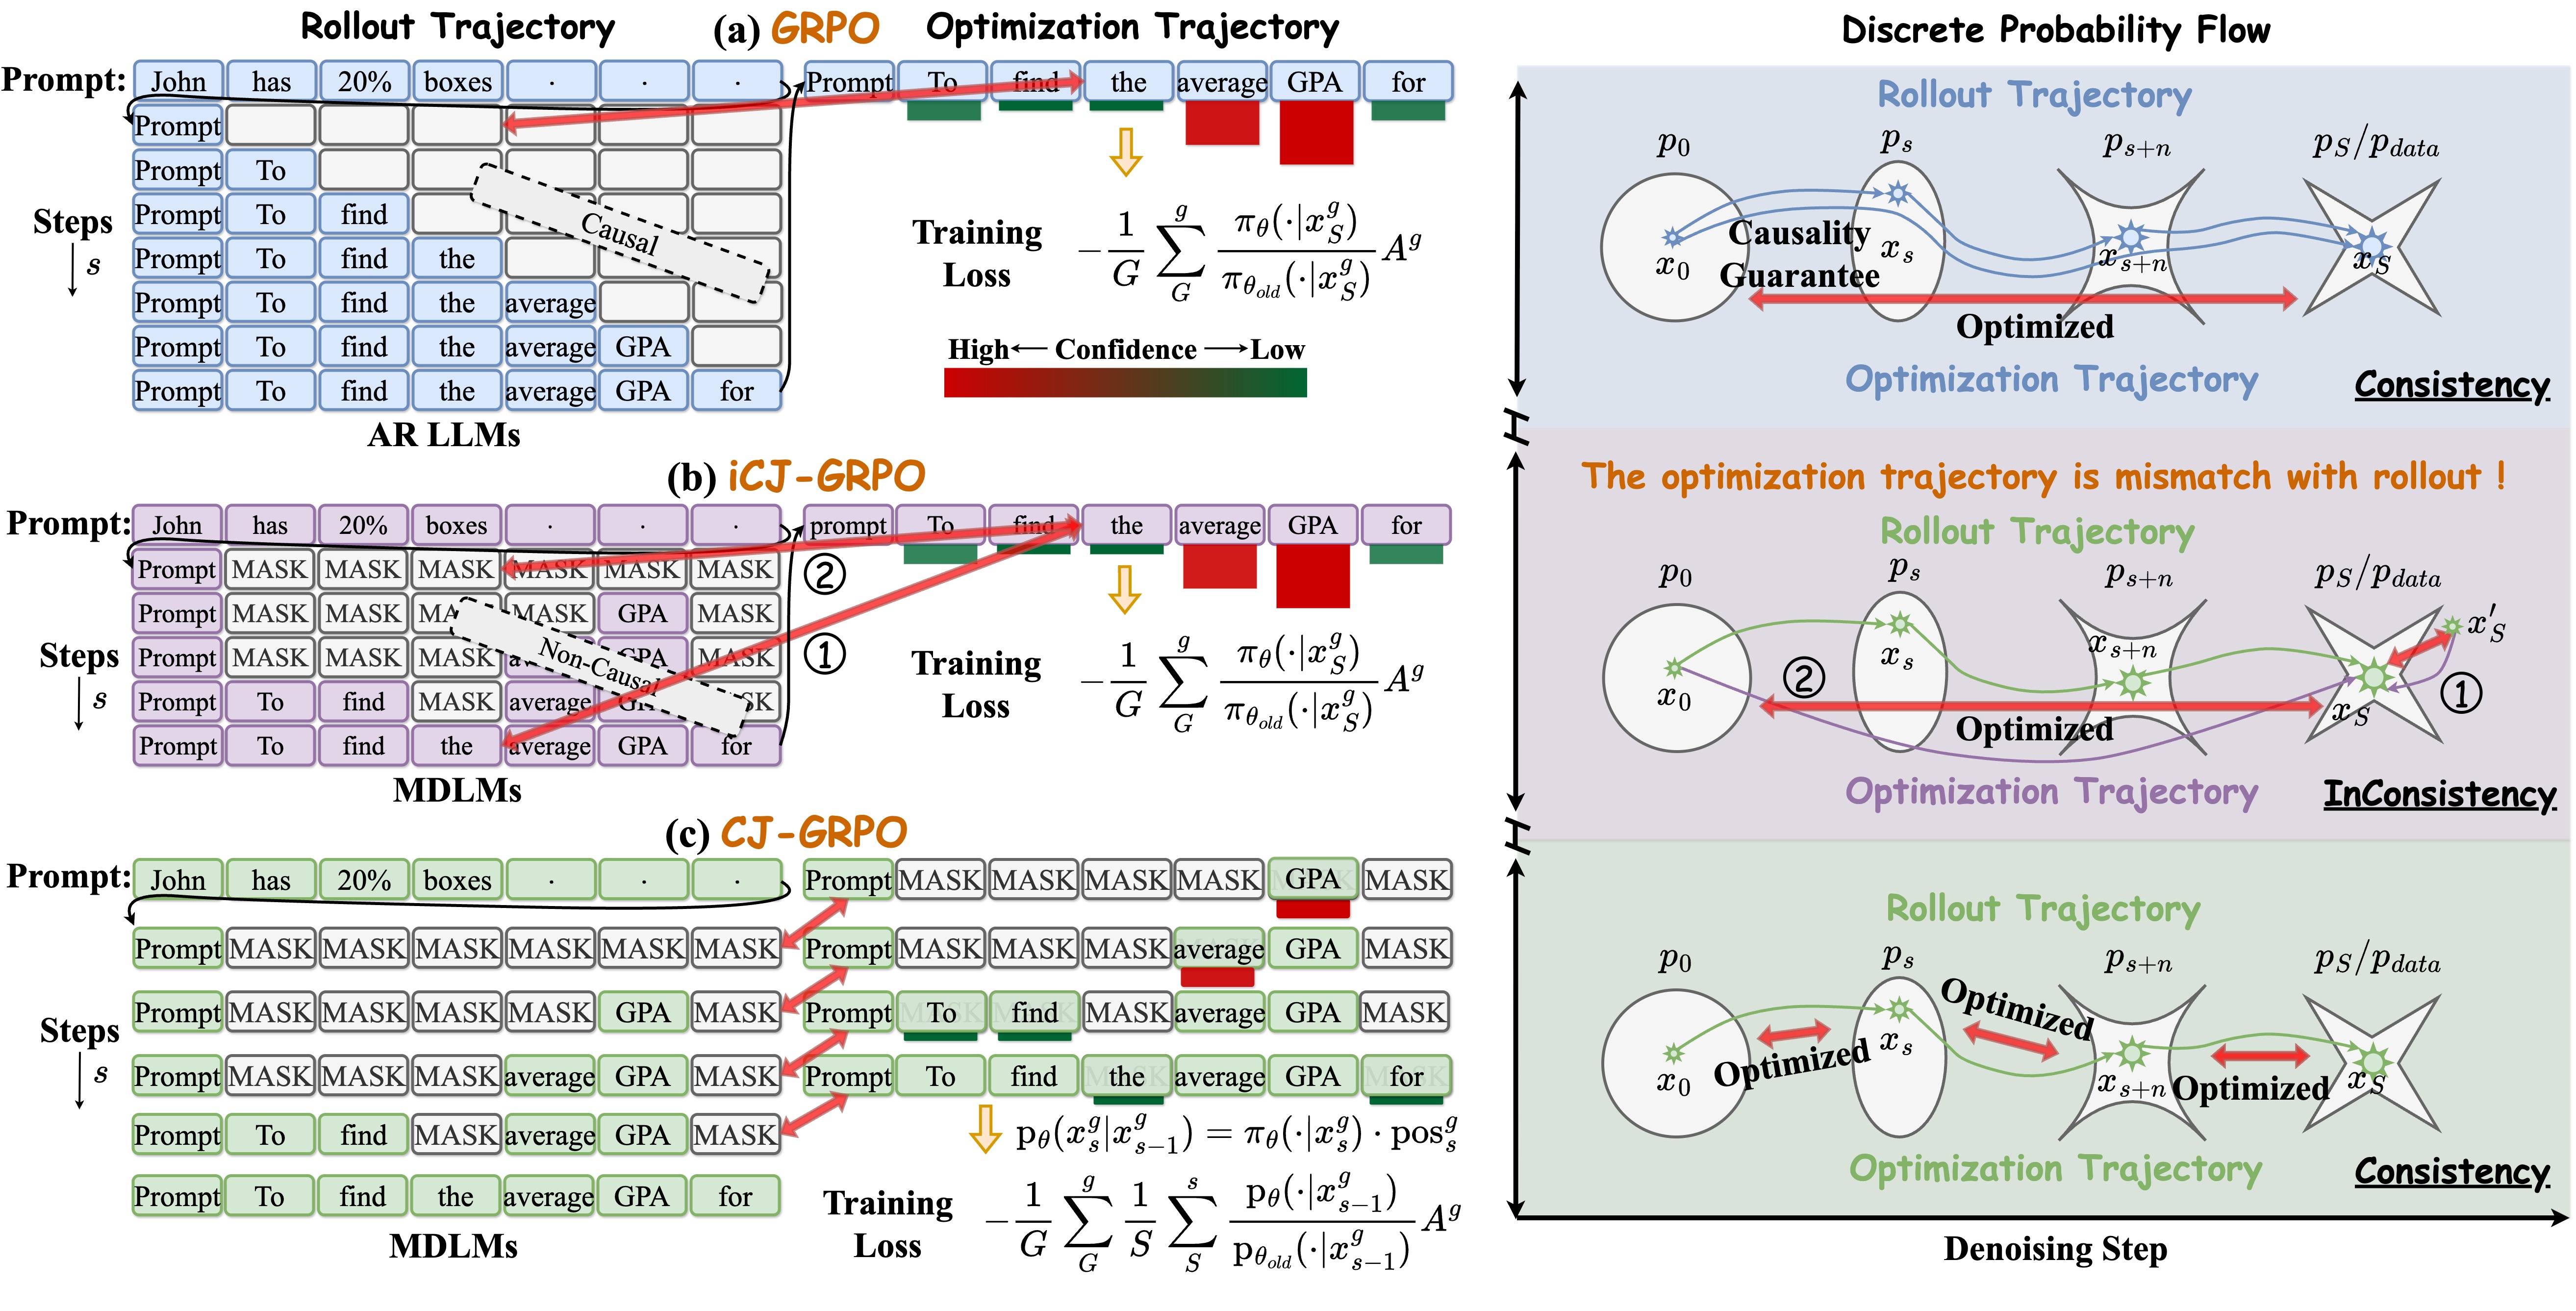 Rollout Trajectory (a) GRPO Optimization Trajectory
Prompt: John has 20% boxes . . .
Prompt To find the average GPA for
Prompt
Prompt To
Prompt To find
Prompt To find the
Prompt To find the average
Prompt To find the average GPA
Prompt To find the average GPA for
Steps
s
Causal
AR LLMs
Training Loss
$-\frac{1}{G}\sum_{G}^{g}\frac{\pi_\theta(\cdot|x_S^g)}{\pi_{\theta_{old}}(\cdot|x_S^g)}A^g$
High← Confidence →Low
(b) iCJ-GRPO
Prompt: John has 20% boxes . . .
prompt To find the average GPA for
Prompt MASK MASK MASK MASK MASK MASK
Prompt MASK MASK MA MASK GPA MASK
Prompt MASK MASK MASK av GPA MASK
Prompt To find MASK average GPA SK
Prompt To find the average GPA for
Steps
s
Non-Causal
②
①
MDLMs
Training Loss
$-\frac{1}{G}\sum_{G}^{g}\frac{\pi_\theta(\cdot|x_S^g)}{\pi_{\theta_{old}}(\cdot|x_S^g)}A^g$
(c) CJ-GRPO
Prompt: John has 20% boxes . . .
Prompt MASK MASK MASK MASK GPA MASK
Prompt MASK MASK MASK MASK MASK MASK
Prompt MASK MASK MASK average GPA MASK
Prompt MASK MASK MASK MASK GPA MASK
Prompt To find MASK average GPA MASK
Prompt MASK MASK MASK average GPA MASK
Prompt To find the average GPA for
Prompt To find MASK average GPA MASK
Prompt To find the average GPA for
Steps
s
MDLMs
$p_\theta(x_s^g|x_{s-1}^g) = \pi_\theta(\cdot|x_s^g) \cdot pos_s^g$
Training Loss
$-\frac{1}{G}\sum_{G}^{g}\frac{1}{S}\sum_{S}^{s}\frac{p_\theta(\cdot|x_{s-1}^g)}{p_{\theta_{old}}(\cdot|x_{s-1}^g)}A^g$
Discrete Probability Flow
Rollout Trajectory
$p_0$ $p_s$ $p_{s+n}$ $p_S/p_{data}$
Causality Guarantee
$x_0$ $x_s$ $x_{s+n}$ $x_S$
Optimized
Optimization Trajectory
Consistency
The optimization trajectory is mismatch with rollout !
Rollout Trajectory
$p_0$ $p_s$ $p_{s+n}$ $p_S/p_{data}$
$x_0$ $x_s$ $x_{s+n}$ $x_S$ $x_S'$
②
①
Optimized
Optimization Trajectory
InConsistency
Rollout Trajectory
$p_0$ $p_s$ $p_{s+n}$ $p_S/p_{data}$
Optimized Optimized Optimized
$x_0$ $x_s$ $x_{s+n}$ $x_S$
Optimization Trajectory
Consistency
Denoising Step